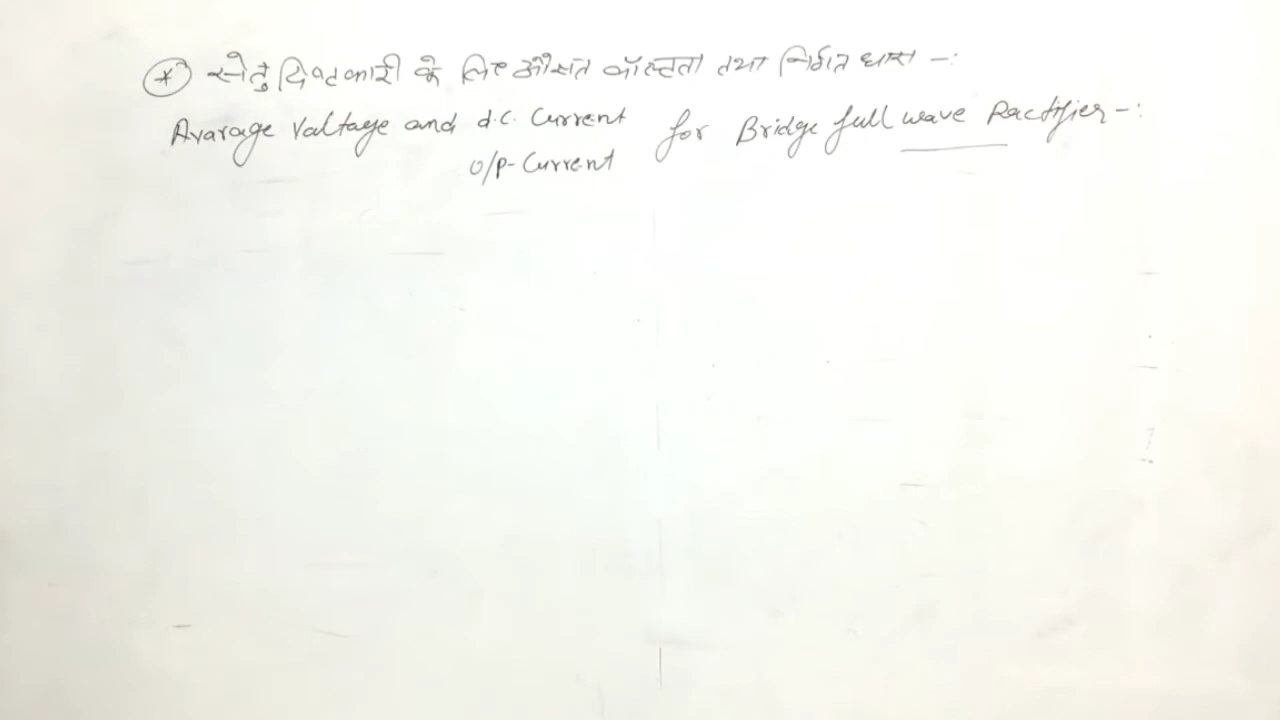 * सेतु दिष्टकारी के लिए औसत वोल्टता तथा निर्गत धारा -:
Avarage Valtage and d.c. Current for Bridge full wave Ractifier -:
O/P- Current